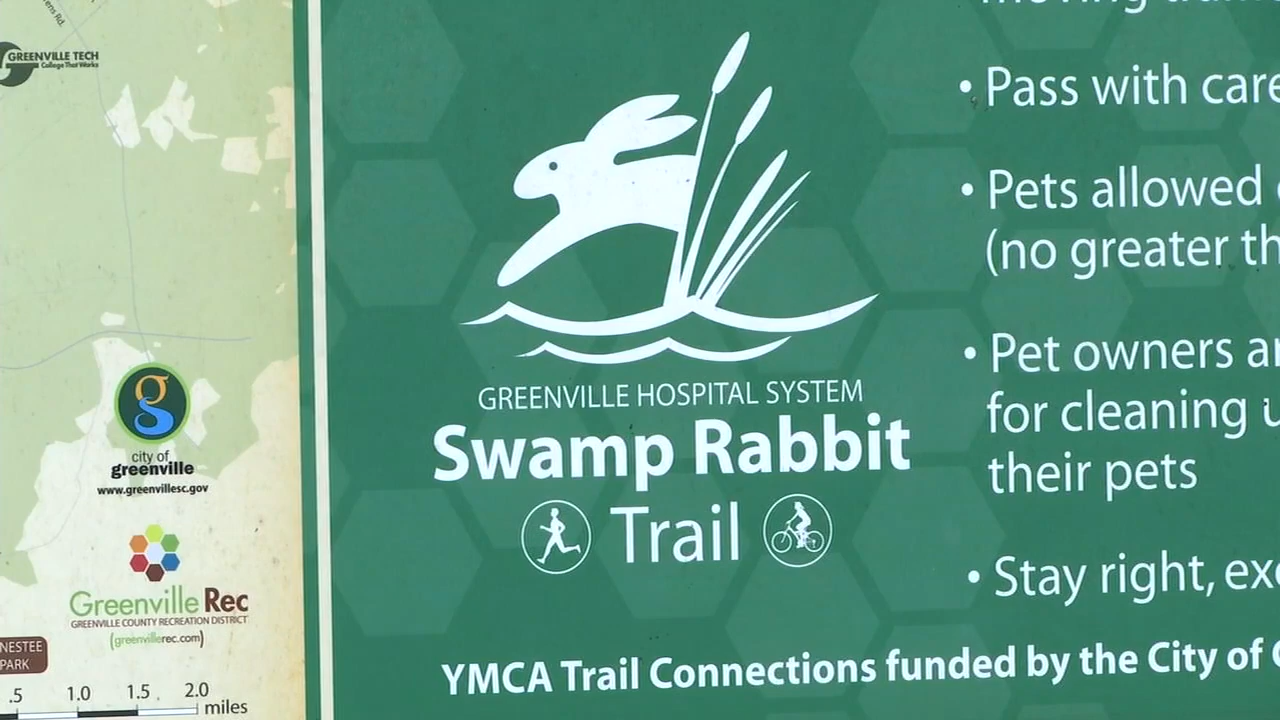 GREENVILLE TECH
College That Works
city of
greenville
www.greenvillesc.gov
Greenville Rec
GREENVILLE COUNTY RECREATION DISTRICT
(greenvillerec.com)
NESTEE
PARK
.5 1.0 1.5 2.0
miles
GREENVILLE HOSPITAL SYSTEM
Swamp Rabbit
Trail
• Pass with care
• Pets allowed
(no greater th
• Pet owners ar
for cleaning u
their pets
• Stay right, exc
YMCA Trail Connections funded by the City of G